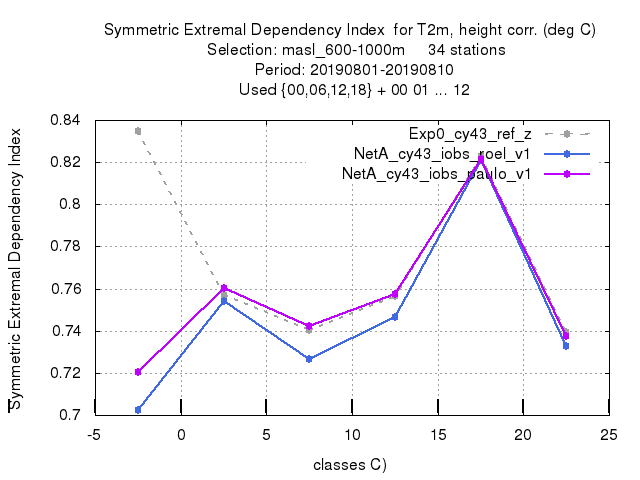 Symmetric Extremal Dependency Index for T2m, height corr. (deg C)
Selection: masl_600-1000m 34 stations
Period: 20190801-20190810
Used {00,06,12,18} + 00 01 ... 12
Symmetric Extremal Dependency Index
0.84
0.82
0.8
0.78
0.76
0.74
0.72
0.7
Exp0_cy43_ref_z
NetA_cy43_iobs_roel_v1
NetA_cy43_iobs_paulo_v1
-5 0 5 10 15 20 25
classes C)